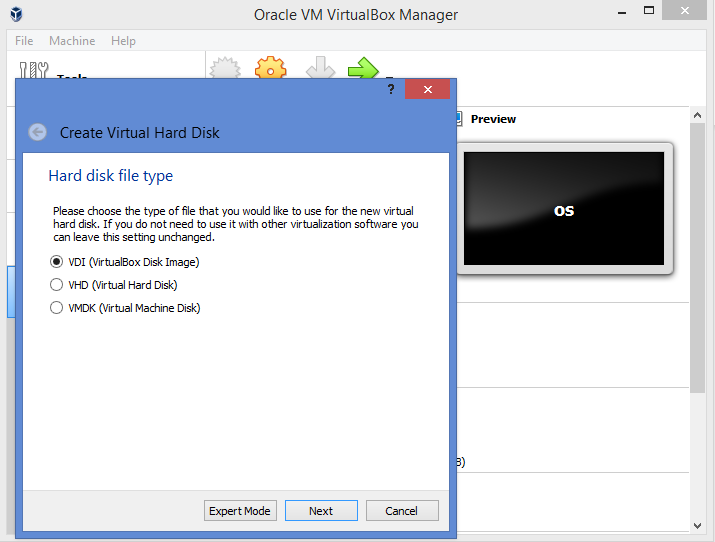 Oracle VM VirtualBox Manager
File Machine Help
? 
Create Virtual Hard Disk
Hard disk file type
Please choose the type of file that you would like to use for the new virtual
hard disk. If you do not need to use it with other virtualization software you
can leave this setting unchanged.
VDI (VirtualBox Disk Image)
VHD (Virtual Hard Disk)
VMDK (Virtual Machine Disk)
Expert Mode Next Cancel
Preview
OS
B)